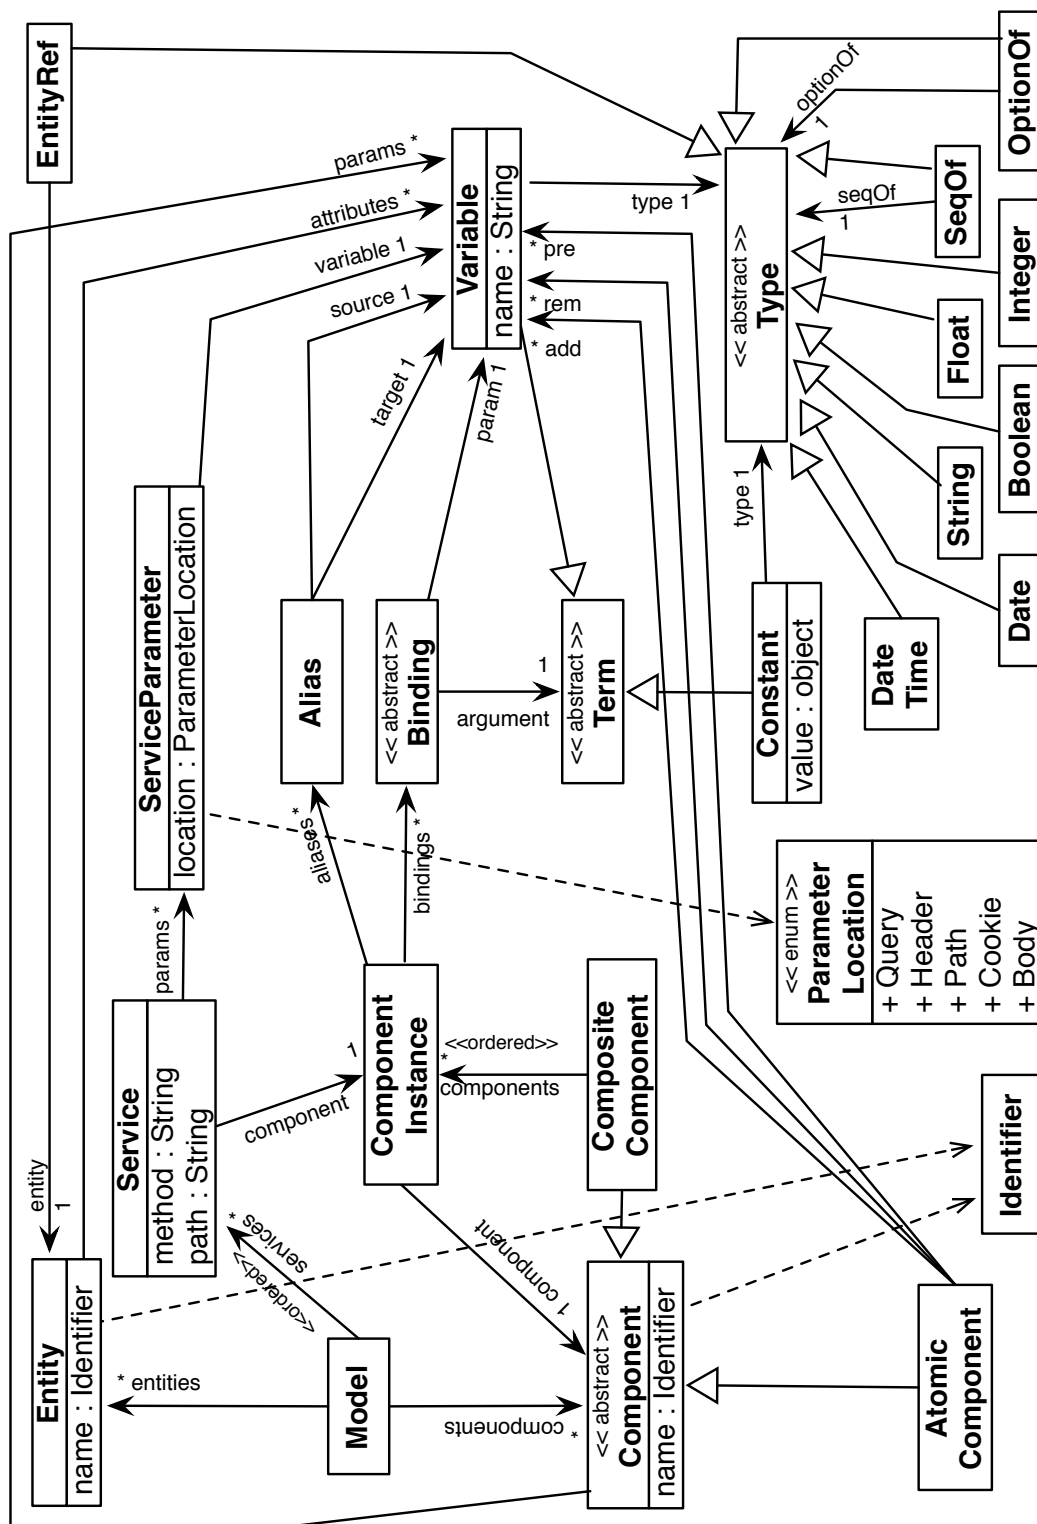 Entity
name : Identifier
entity
1
EntityRef
Service
method : String
path : String
params *
ServiceParameter
location : ParameterLocation
* entities
<<ordered>>
services *
component
1
Model
components
*
Component
Instance
aliases *
bindings *
Alias
<< abstract >>
Binding
source 1
target 1
variable 1
attributes *
params *
param 1
Variable
name : String
1 component
<<ordered>>
*
components
argument
1
<< abstract >>
Component
name : Identifier
Composite
Component
<< abstract >>
Term
* add
* rem
* pre
type 1
Constant
value : object
type 1
<< abstract >>
Type
seqOf
1
optionOf
1
<< enum >>
Parameter
Location
+ Query
+ Header
+ Path
+ Cookie
+ Body
Atomic
Component
Identifier
Date
Time
Date
String
Boolean
Float
Integer
SeqOf
OptionOf